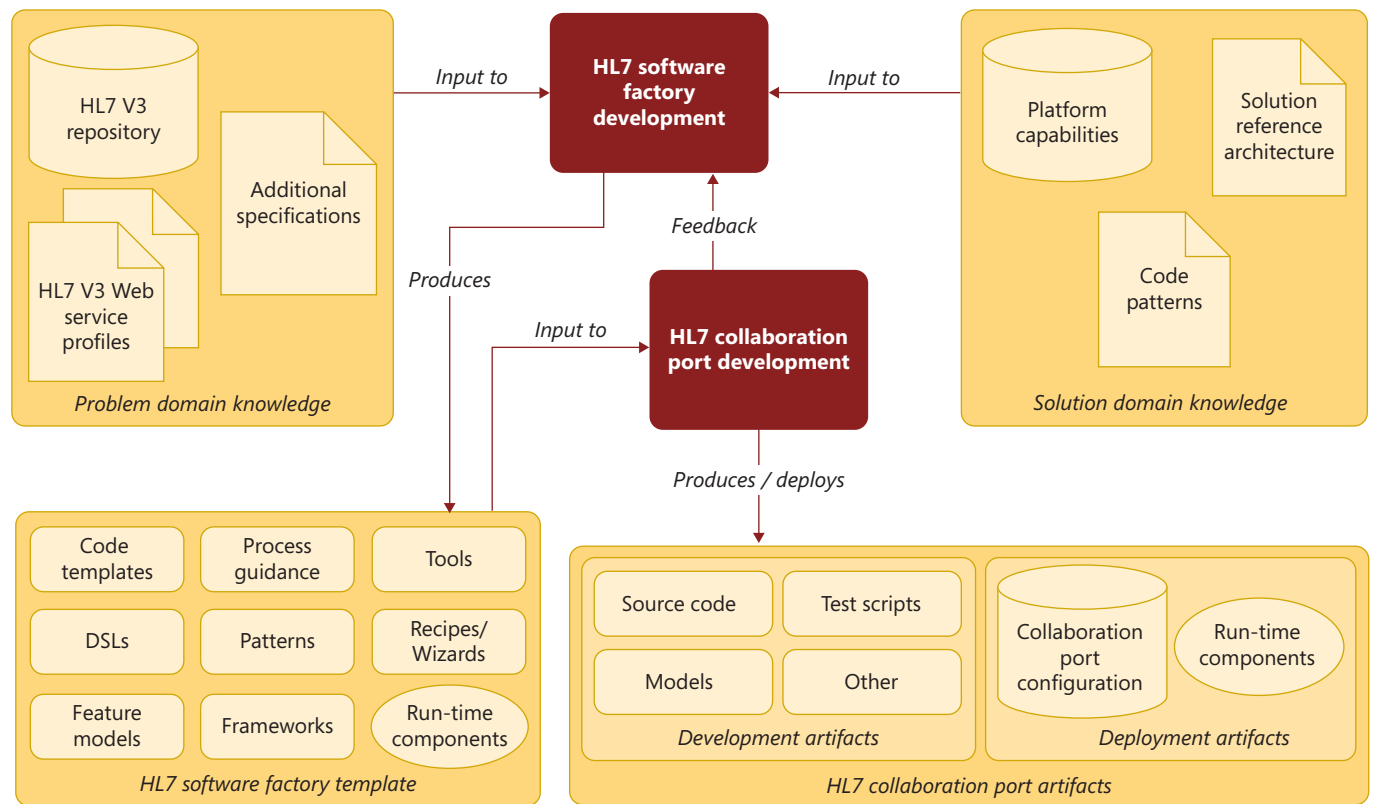 HL7 V3
repository
Additional
specifications
HL7 V3 Web
service
profiles
Problem domain knowledge
Input to
HL7 software
factory
development
Input to
Platform
capabilities
Solution
reference
architecture
Code
patterns
Solution domain knowledge
Feedback
Produces
Input to
HL7 collaboration
port development
Produces / deploys
Code
templates
Process
guidance
Tools
DSLs
Patterns
Recipes/
Wizards
Feature
models
Frameworks
Run-time
components
HL7 software factory template
Source code
Test scripts
Models
Other
Development artifacts
Collaboration
port
configuration
Run-time
components
Deployment artifacts
HL7 collaboration port artifacts